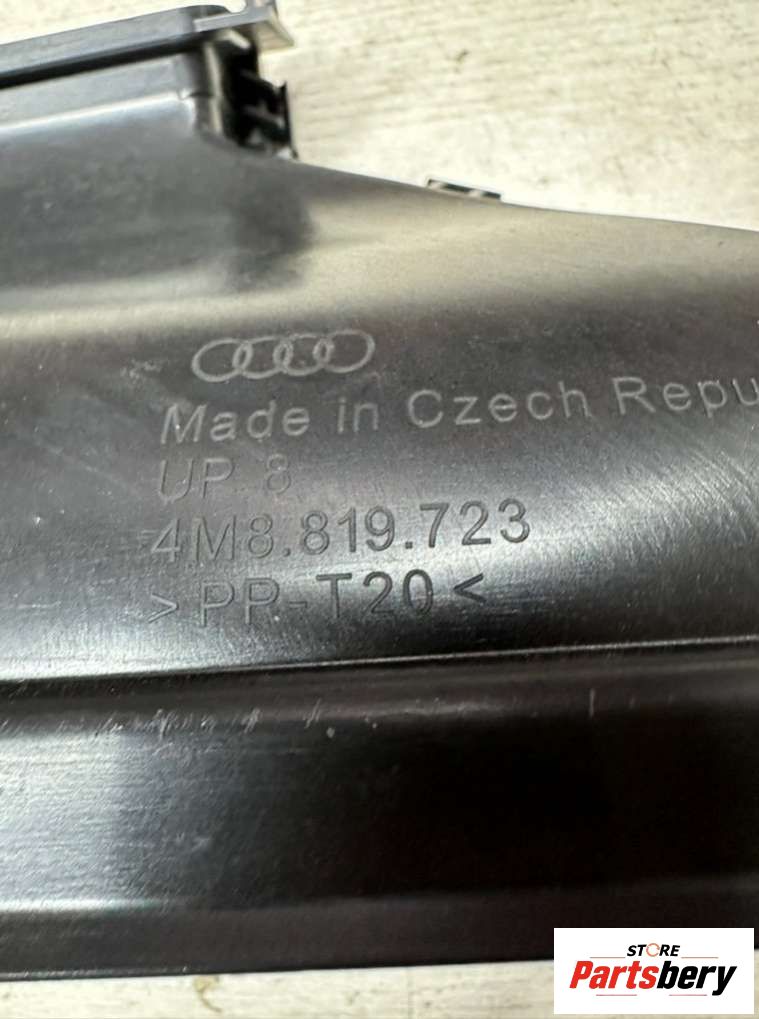 Made in Czech Repu
UP 8
4M8.819.723
>PP-T20<
STORE
Partsbery